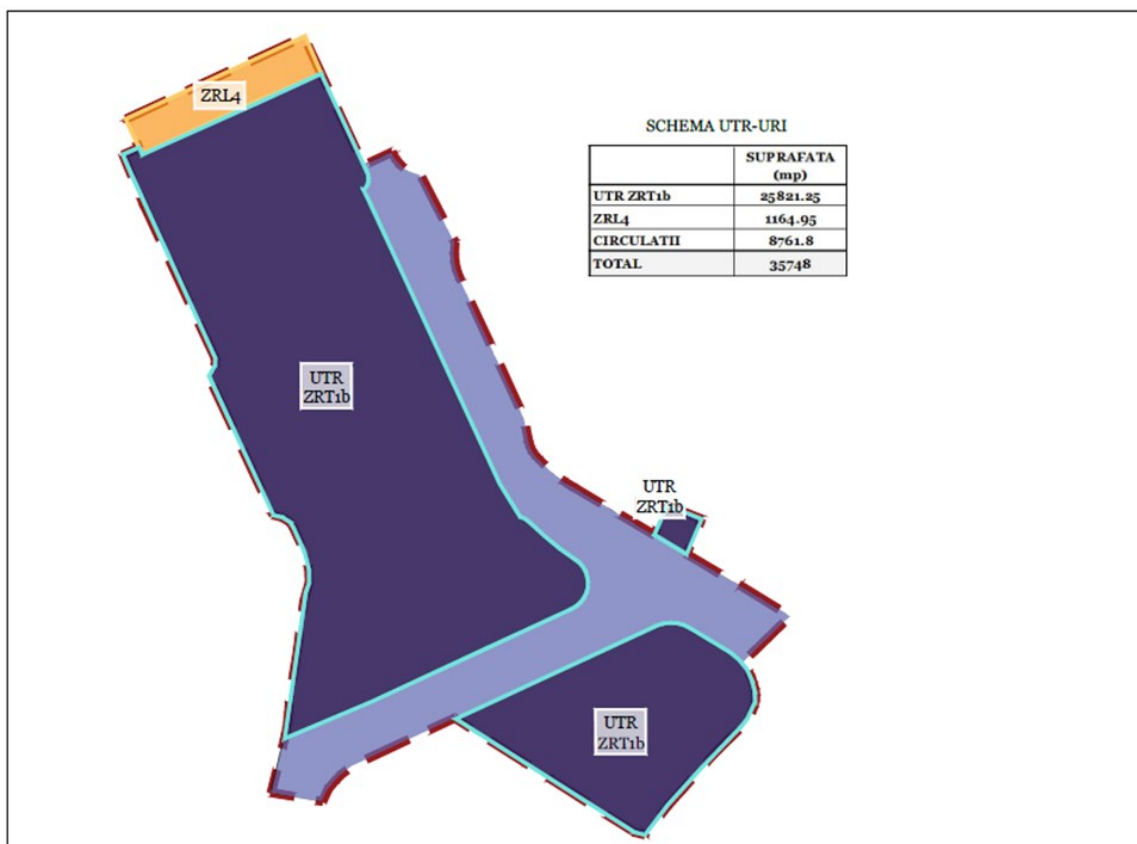 ZRL4
SCHEMA UTR-URI
SUPRAFATA
(mp)
UTR ZRT1b 25821.25
ZRL4 1164.95
CIRCULATII 8761.8
TOTAL 35748
UTR
ZRT1b
UTR
ZRT1b
UTR
ZRT1b